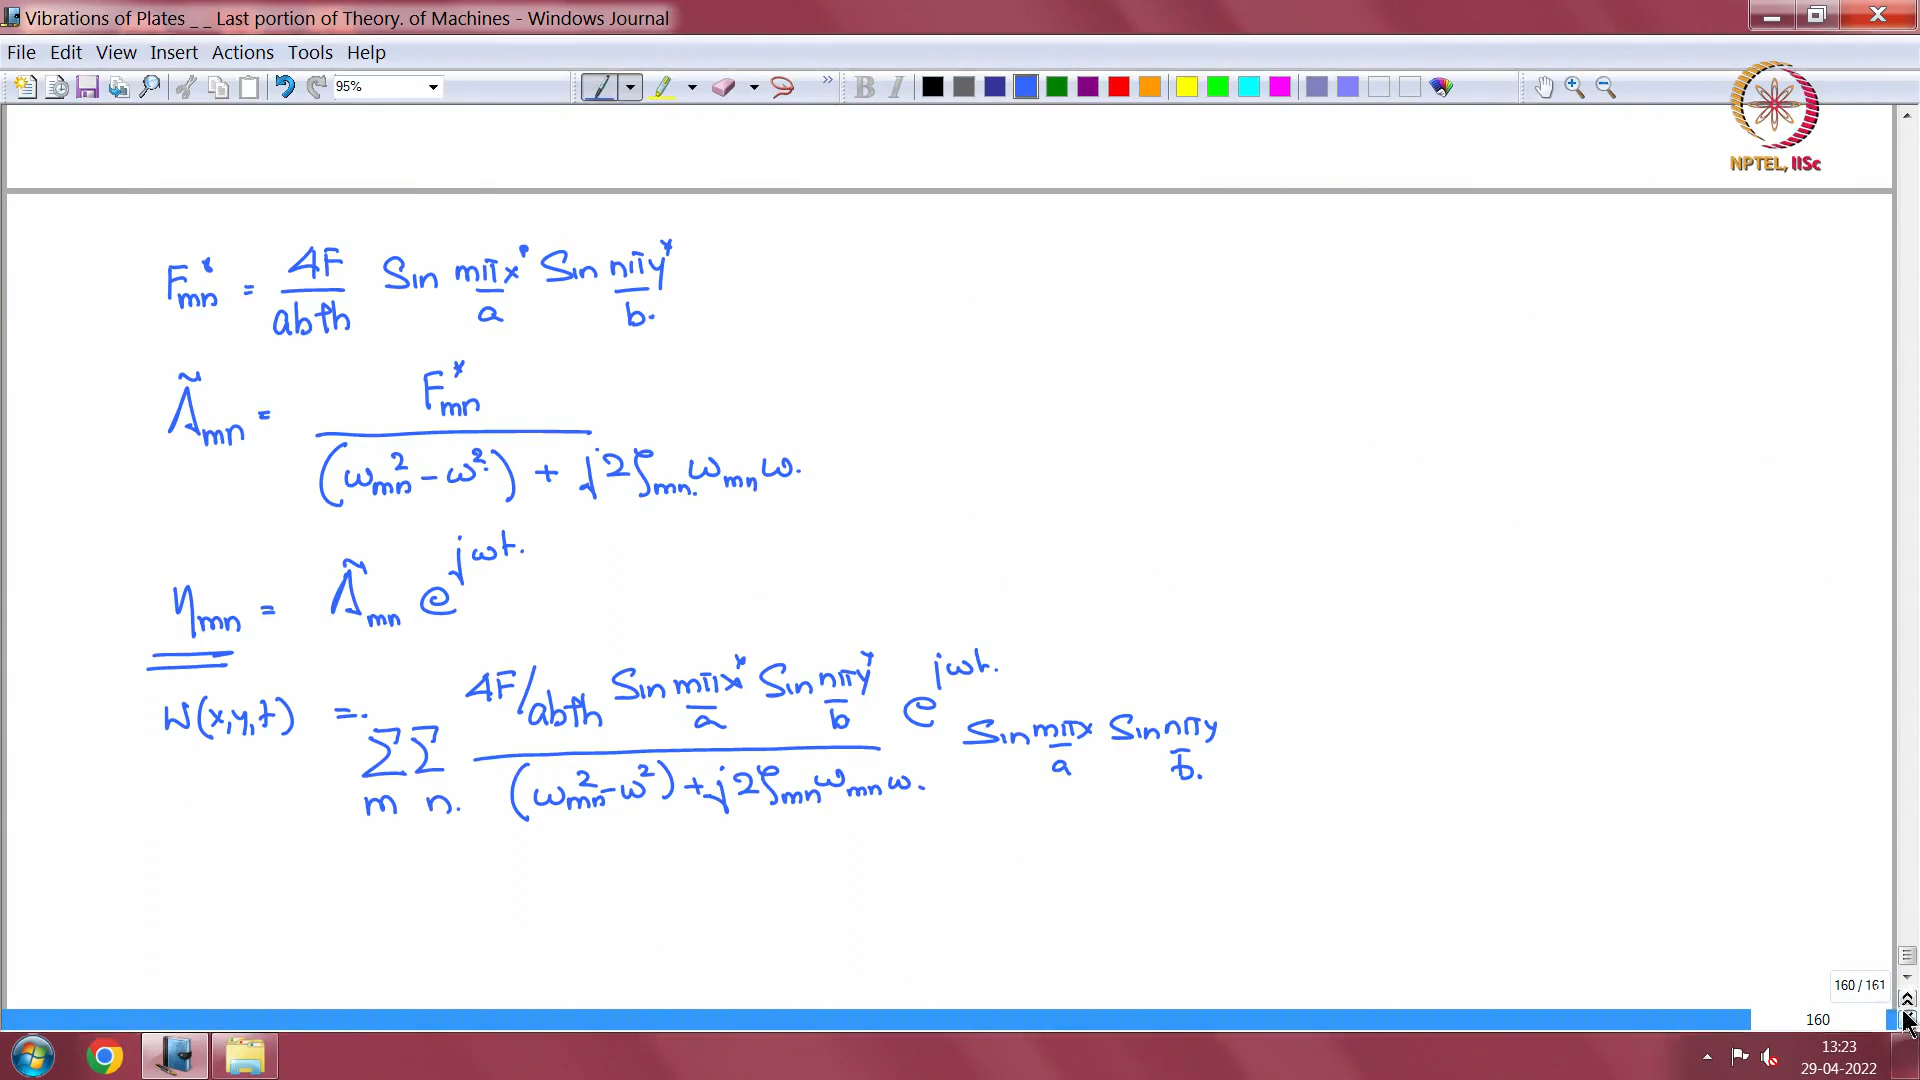 Vibrations of Plates _ _ Last portion of Theory. of Machines - Windows Journal
File Edit View Insert Actions Tools Help
95%
NPTEL, IISc
F*mn = 4F/abρh Sin mπx*/a Sin nπy*/b.
Ãmn = F*mn / (ωmn² - ω²) + j2ζmn. ωmn ω.
ηmn = Ãmn e^jωt.
W(x,y,t) = ΣΣ m n. 4F/abρh Sin mπx*/a Sin nπy*/b / (ωmn² - ω²) + j2ζmn ωmn ω. e^jωt. Sin mπx/a Sin nπy/b.
160 / 161
160
13:23
29-04-2022